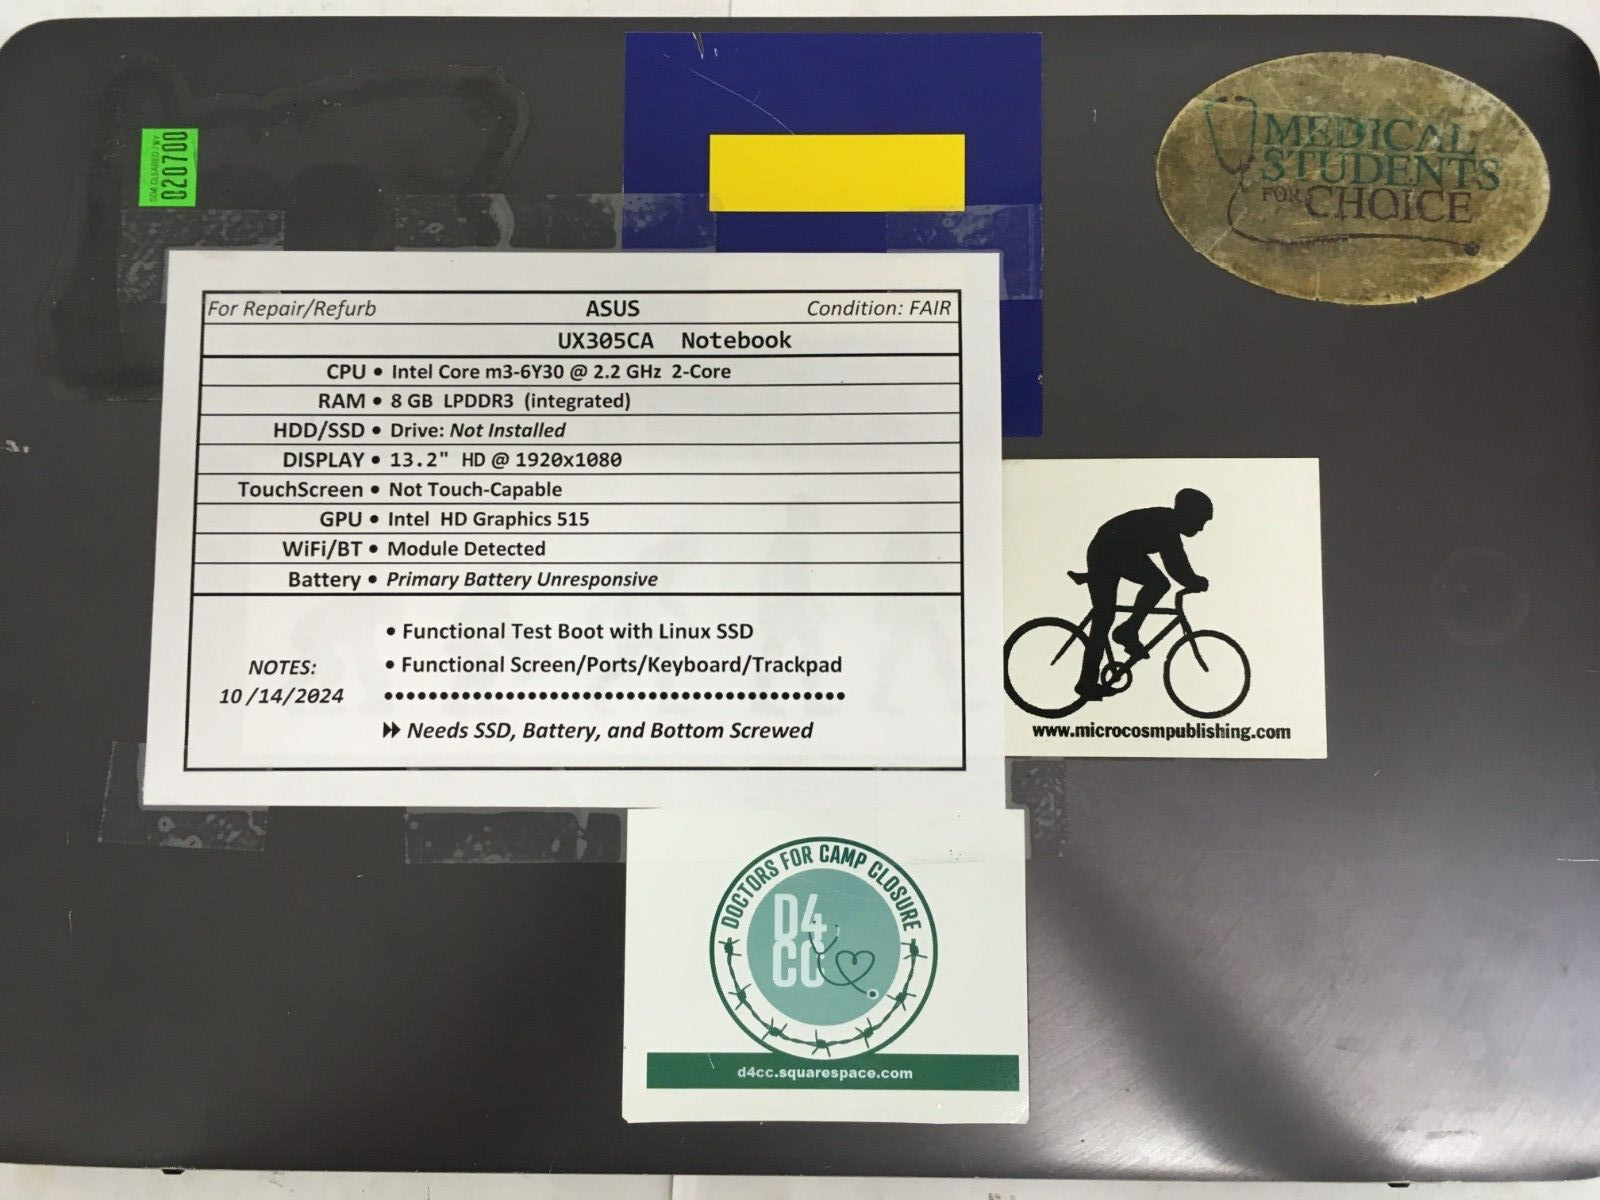 SO4 CLEARED / BY
020700
MEDICAL
STUDENTS
FOR CHOICE
For Repair/Refurb ASUS Condition: FAIR
UX305CA Notebook
CPU • Intel Core m3-6Y30 @ 2.2 GHz 2-Core
RAM • 8 GB LPDDR3 (integrated)
HDD/SSD • Drive: Not Installed
DISPLAY • 13.2" HD @ 1920x1080
TouchScreen • Not Touch-Capable
GPU • Intel HD Graphics 515
WiFi/BT • Module Detected
Battery • Primary Battery Unresponsive
• Functional Test Boot with Linux SSD
NOTES: • Functional Screen/Ports/Keyboard/Trackpad
10/14/2024
Needs SSD, Battery, and Bottom Screwed
www.microcosmpublishing.com
DOCTORS FOR CAMP CLOSURE
D4
CC
d4cc.squarespace.com